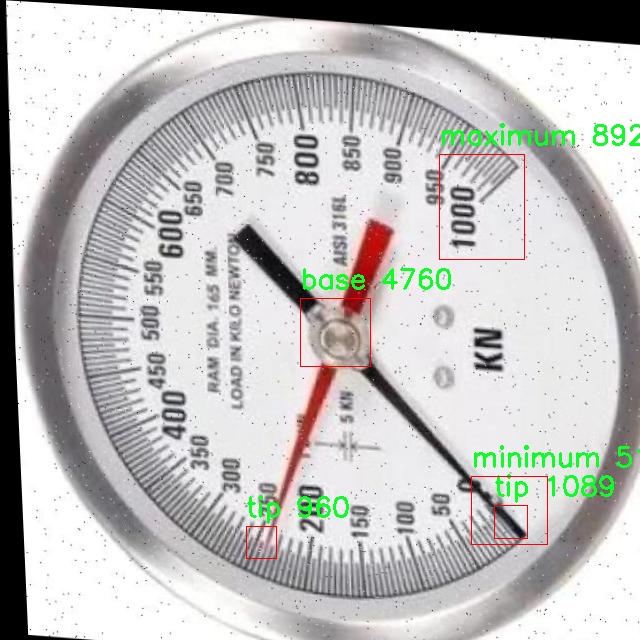 maximum 892
base 4760
minimum 51
tip 1089
tip 960
0
50
100
150
200
300
350
400
450
500
550
600
650
700
750
800
850
900
950
1000
AISI.316L
RAM DIA. 165 MM.
LOAD IN KILO NEWTON
5 KN
KN